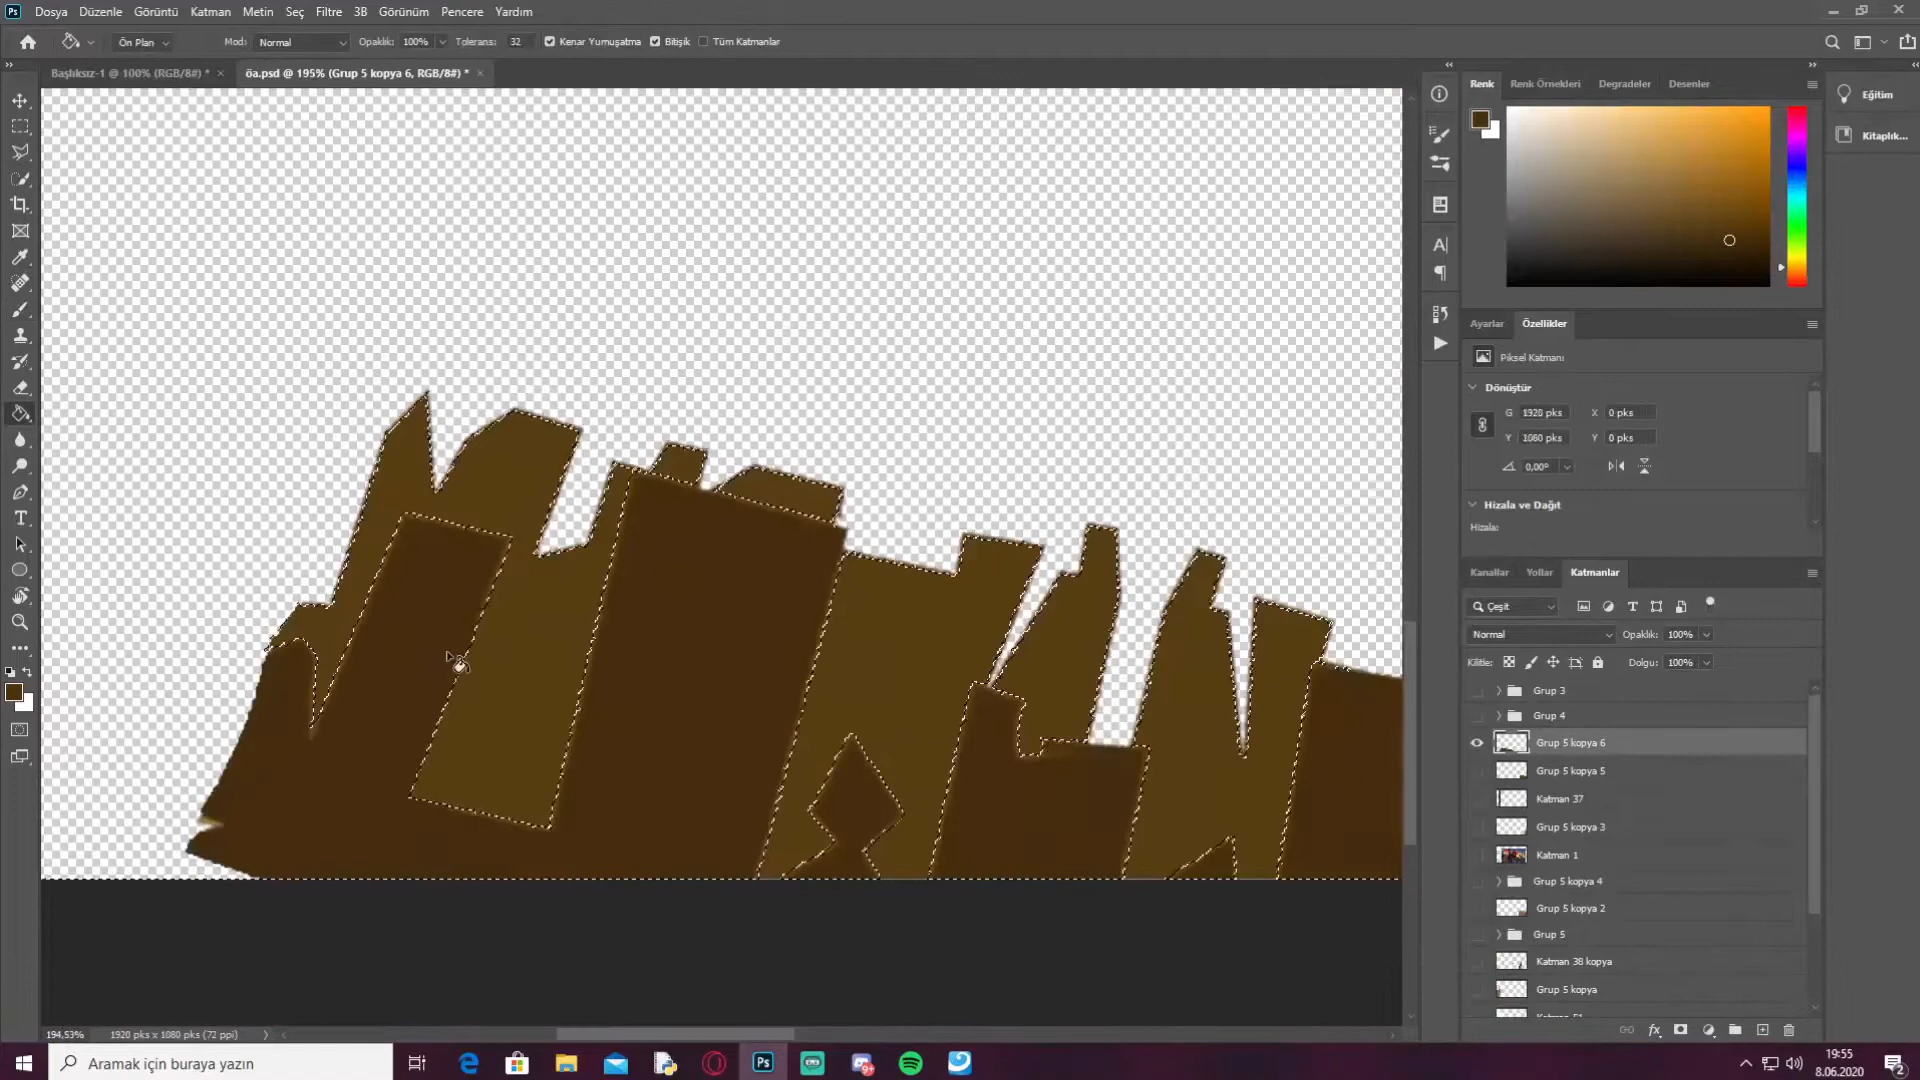 Ps Dosya Düzenle Görüntü Katman Metin Seç Filtre 3B Görünüm Pencere Yardım
Ön Plan Mod: Normal Opaklık: 100% Tolerans: 32 Kenar Yumuşatma Bitişik Tüm Katmanlar
Başlıksız-1 @ 100% (RGB/8#) * × öa.psd @ 195% (Grup 5 kopya 6, RGB/8#) * ×
Renk Renk Örnekleri Degradeler Desenler
Eğitim
Kitaplık...
Ayarlar Özellikler
Piksel Katmanı
Dönüştür
G 1920 pks X 0 pks
Y 1080 pks Y 0 pks
0,00°
Hizala ve Dağıt
Hizala:
Kanallar Yollar Katmanlar
Çeşit
Normal Opaklık: 100%
Kilitle: Dolgu: 100%
Grup 3
Grup 4
Grup 5 kopya 6
Grup 5 kopya 5
Katman 37
Grup 5 kopya 3
Katman 1
Grup 5 kopya 4
Grup 5 kopya 2
Grup 5
Katman 38 kopya
Grup 5 kopya
194,53% 1920 pks x 1080 pks (72 ppi)
Aramak için buraya yazın
Ps
9+
19:55
8.06.2020
2